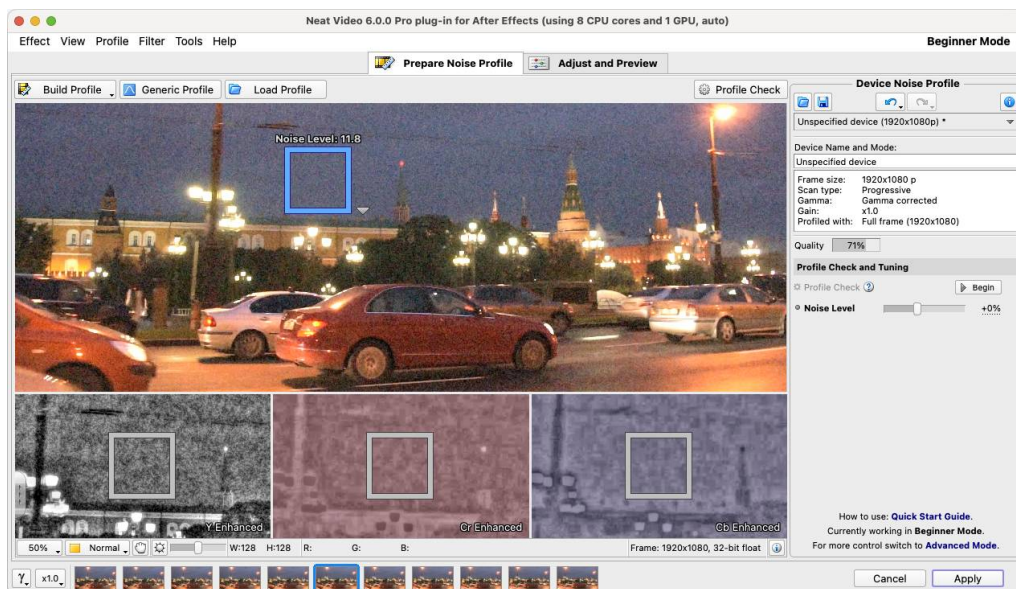 Neat Video 6.0.0 Pro plug-in for After Effects (using 8 CPU cores and 1 GPU, auto)
Effect View Profile Filter Tools Help Beginner Mode
Prepare Noise Profile Adjust and Preview
Build Profile Generic Profile Load Profile Profile Check
Device Noise Profile
Unspecified device (1920x1080p) *
Noise Level: 11.8
Device Name and Mode:
Unspecified device
Frame size: 1920x1080 p
Scan type: Progressive
Gamma: Gamma corrected
Gain: x1.0
Profiled with: Full frame (1920x1080)
Quality 71%
Profile Check and Tuning
Profile Check ? Begin
Noise Level +0%
Y Enhanced Cr Enhanced Cb Enhanced
How to use: Quick Start Guide.
Currently working in Beginner Mode.
For more control switch to Advanced Mode.
50% Normal W:128 H:128 R: G: B: Frame: 1920x1080, 32-bit float
γ x1.0 Cancel Apply